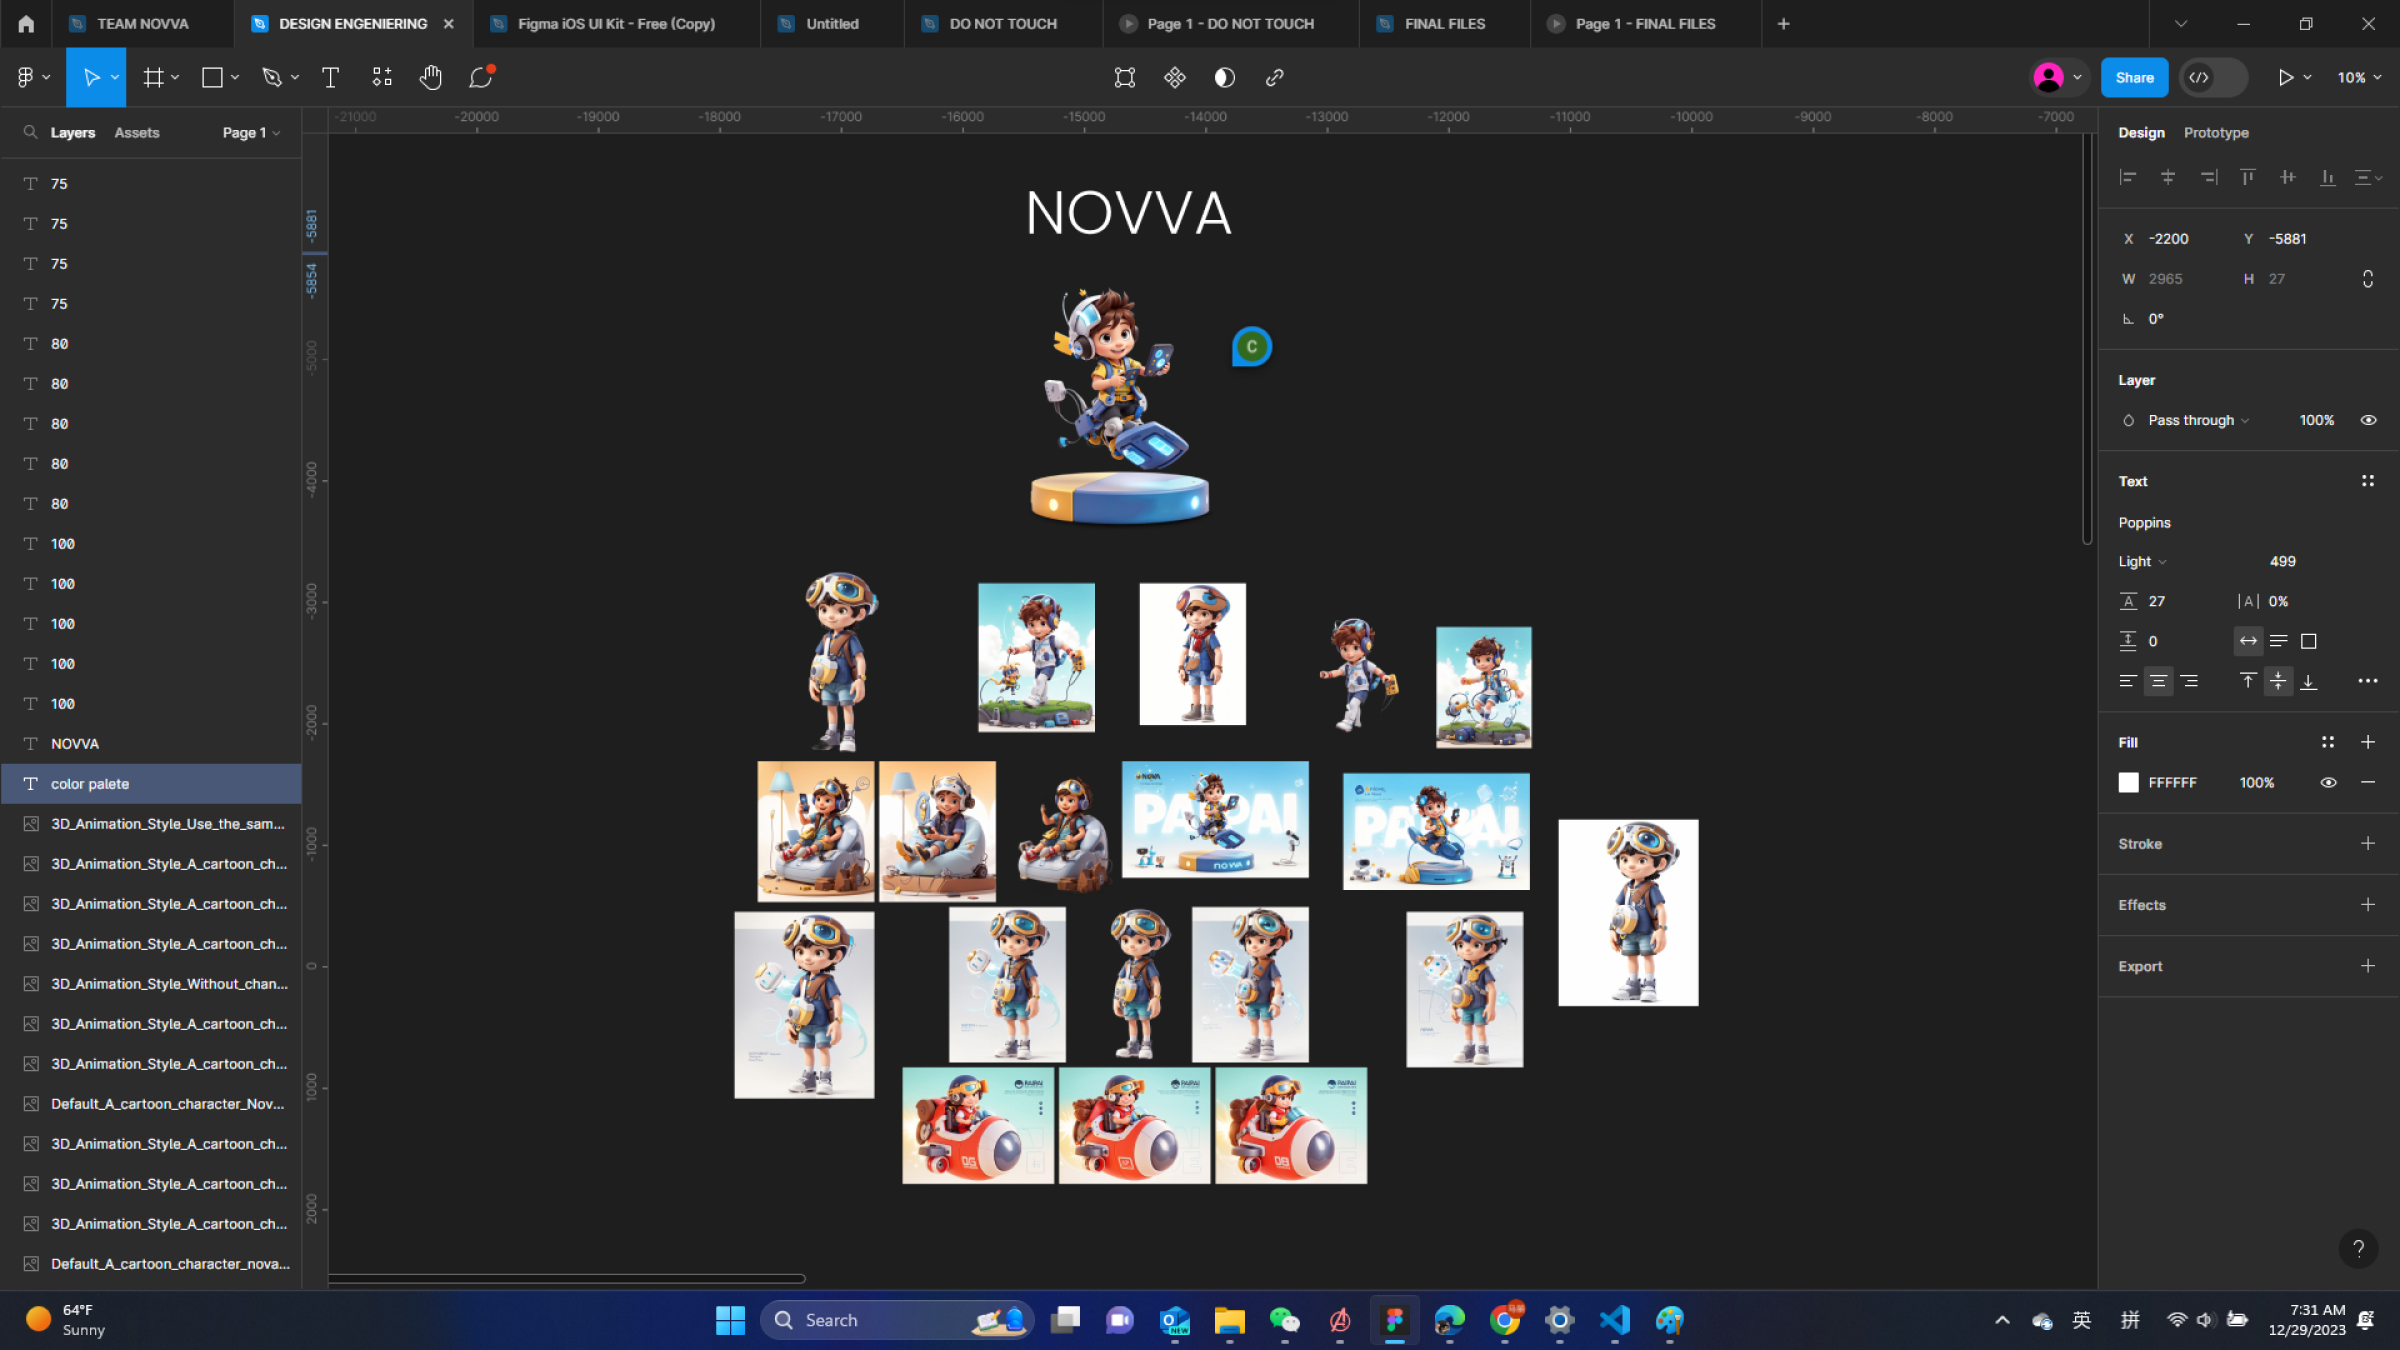 TEAM NOVVA
DESIGN ENGENIERING
Figma iOS UI Kit - Free (Copy)
Untitled
DO NOT TOUCH
Page 1 - DO NOT TOUCH
FINAL FILES
Page 1 - FINAL FILES
Share
10%
Layers
Assets
Page 1
-21000
-20000
-19000
-18000
-17000
-16000
-15000
-14000
-13000
-12000
-11000
-10000
-9000
-8000
-7000
-5881
-5854
-5000
-4000
-3000
-2000
-1000
0
1000
2000
75
75
75
75
80
80
80
80
80
100
100
100
100
100
NOVVA
color palete
3D_Animation_Style_Use_the_sam...
3D_Animation_Style_A_cartoon_ch...
3D_Animation_Style_A_cartoon_ch...
3D_Animation_Style_A_cartoon_ch...
3D_Animation_Style_Without_chan...
3D_Animation_Style_A_cartoon_ch...
3D_Animation_Style_A_cartoon_ch...
Default_A_cartoon_character_Nov...
3D_Animation_Style_A_cartoon_ch...
3D_Animation_Style_A_cartoon_ch...
3D_Animation_Style_A_cartoon_ch...
Default_A_cartoon_character_nova...
NOVVA
C
PAIPAI
PAIPAI
PAIPAI
PAIPAI
Design
Prototype
X -2200
Y -5881
W 2965
H 27
0°
Layer
Pass through
100%
Text
Poppins
Light
499
27
0%
0
Fill
FFFFFF
100%
Stroke
Effects
Export
?
64°F
Sunny
Search
NEW
英
拼
7:31 AM
12/29/2023